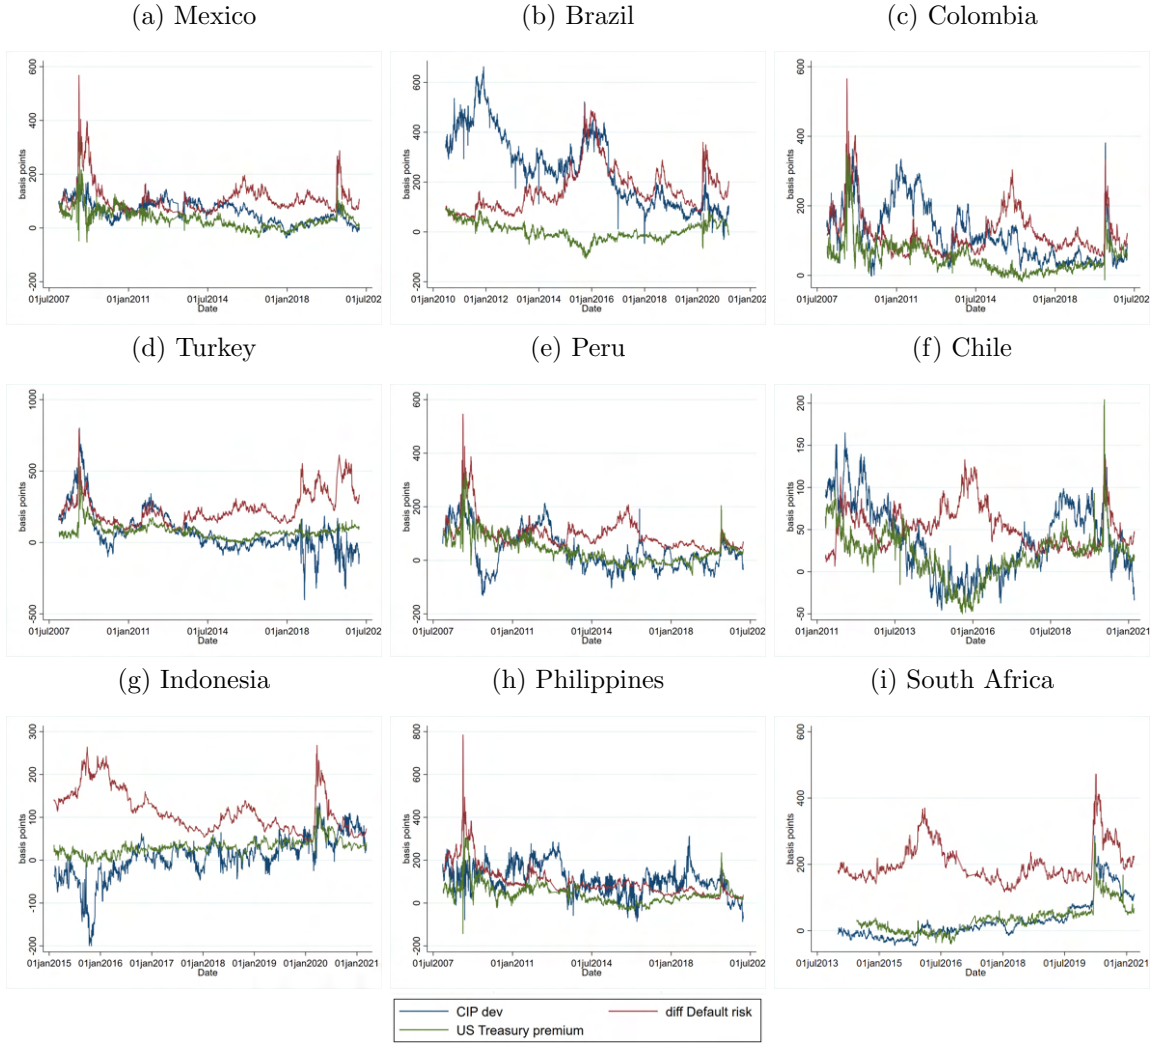 (a) Mexico
(b) Brazil
(c) Colombia
basis points
600
400
200
0
-200
01jul2007
01jan2011
01jul2014
01jan2018
01jul202
Date
basis points
600
400
200
0
-200
01jan2010
01jan2012
01jan2014
01jan2016
01jan2018
01jan2020
01jan202
Date
basis points
600
400
200
0
01jul2007
01jan2011
01jul2014
01jan2018
01jul202
Date
(d) Turkey
(e) Peru
(f) Chile
basis points
1000
500
0
-500
01jul2007
01jan2011
01jul2014
01jan2018
01jul202
Date
basis points
600
400
200
0
-200
01jul2007
01jan2011
01jul2014
01jan2018
01jul202
Date
basis points
200
150
100
50
0
-50
01jan2011
01jul2013
01jan2016
01jul2018
01jan2021
Date
(g) Indonesia
(h) Philippines
(i) South Africa
basis points
300
200
100
0
-100
-200
01jan2015
01jan2016
01jan2017
01jan2018
01jan2019
01jan2020
01jan2021
Date
basis points
800
600
400
200
0
-200
01jul2007
01jan2011
01jul2014
01jan2018
01jul202
Date
basis points
600
400
200
0
01jul2013
01jan2015
01jul2016
01jan2018
01jul2019
01jan2021
Date
CIP dev
diff Default risk
US Treasury premium